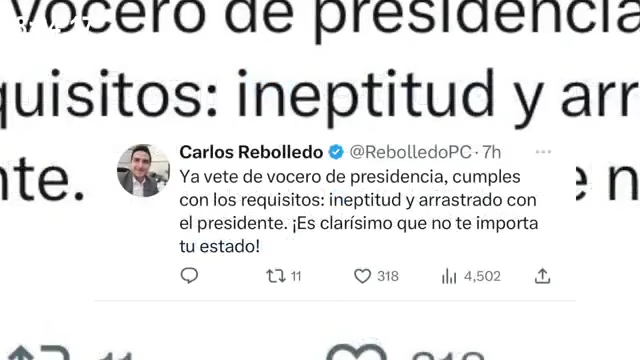 vocero de presidencia
quisitos: ineptitud y arr
nte.
Carlos Rebolledo @RebolledoPC · 7h
Ya vete de vocero de presidencia, cumples
con los requisitos: ineptitud y arrastrado con
el presidente. ¡Es clarísimo que no te importa
tu estado!
11 318 4,502